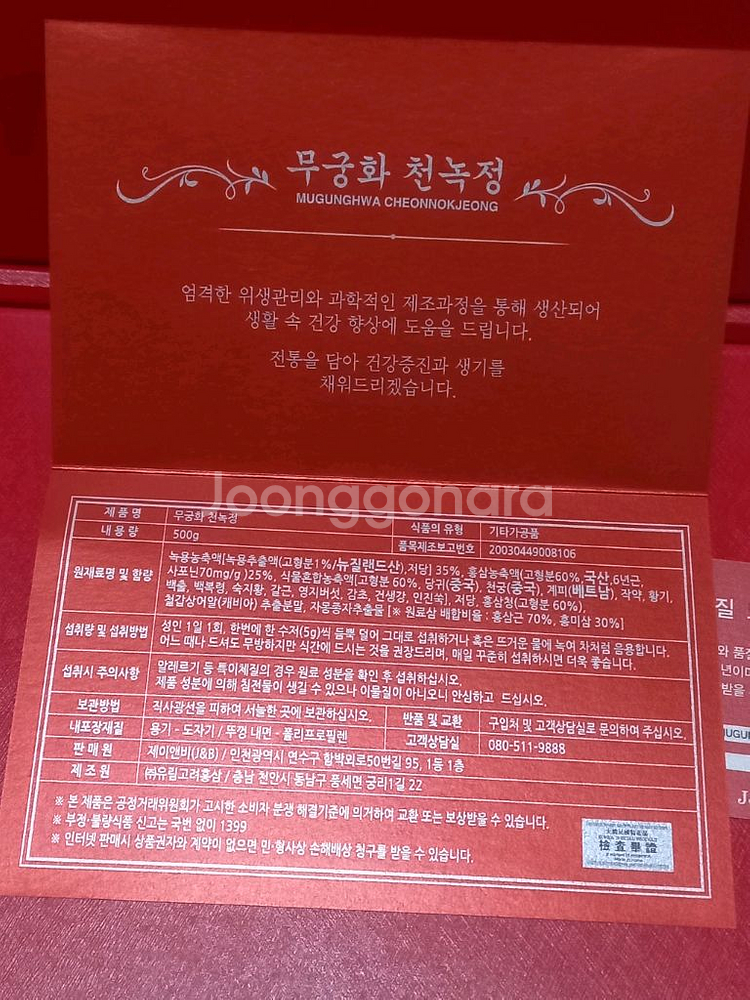 무궁화 천녹정
MUGUNGHWA CHEONNOKJEONG
엄격한 위생관리와 과학적인 제조과정을 통해 생산되어
생활 속 건강 향상에 도움을 드립니다.
전통을 담아 건강증진과 생기를
채워드리겠습니다.
Joonggonara
제 품 명 무궁화 천녹정 식품의 유형 기타가공품
내 용 량 500g 품목제조보고번호 20030449008106
원재료명 및 함량 녹용농축액[녹용추출액(고형분1%/뉴질랜드산),저당] 35%, 홍삼농축액(고형분60%, 국산,6년근,
사포닌70mg/g)25%, 식물혼합농축액[고형분 60%, 당귀(중국), 천궁(중국), 계피(베트남), 작약, 황기,
백출, 백복령, 숙지황, 갈근, 영지버섯, 감초, 건생강, 인진쑥], 저당, 홍삼청(고형분 60%),
철갑상어알(캐비아) 추출분말, 자몽종자추출물 [※ 원료삼 배합비율 : 홍삼근 70%, 홍미삼 30%]
섭취량 및 섭취방법 성인 1일 1회, 한번에 한 수저(5g)씩 듬뿍 덜어 그대로 섭취하거나 혹은 뜨거운 물에 녹여 차처럼 음용합니다.
어느 때나 드셔도 무방하지만 식간에 드시는 것을 권장드리며, 매일 꾸준히 섭취하시면 더욱 좋습니다.
섭취시 주의사항 알레르기 등 특이체질의 경우 원료 성분을 확인 후 섭취하십시오.
제품 성분에 의해 침전물이 생길 수 있으나 이물질이 아니오니 안심하고 드십시오.
보관방법 직사광선을 피하여 서늘한 곳에 보관하십시오. 반품 및 교환 구입처 및 고객상담실로 문의하여 주십시오.
내포장재질 용기 - 도자기 / 뚜껑 내면 - 폴리프로필렌 고객상담실 080-511-9888
판 매 원 제이앤비(J&B) / 인천광역시 연수구 함박뫼로50번길 95, 1동 1층
제 조 원 ㈜유림고려홍삼 / 충남 천안시 동남구 풍세면 궁리1길 22
※ 본 제품은 공정거래위원회가 고시한 소비자 분쟁 해결기준에 의거하여 교환 또는 보상받을 수 있습니다.
※ 부정·불량식품 신고는 국번 없이 1399
※ 인터넷 판매시 상품권자와 계약이 없으면 민·형사상 손해배상 청구를 받을 수 있습니다.
檢査畢證
질
와 품질
년이며
받을
MUGUN
J